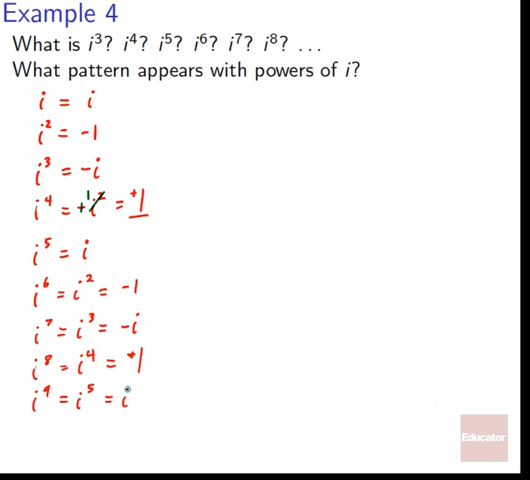 Example 4
What is i³? i⁴? i⁵? i⁶? i⁷? i⁸? ...
What pattern appears with powers of i?
i = i
i² = -1
i³ = -i
i⁴ = +1 = +1
i⁵ = i
i⁶ = i² = -1
i⁷ = i³ = -i
i⁸ = i⁴ = +1
i⁹ = i⁵ = i
Educator